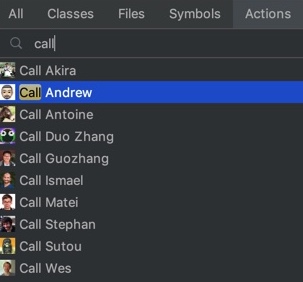 All Classes Files Symbols Actions
call
Call Akira
Call Andrew
Call Antoine
Call Duo Zhang
Call Guozhang
Call Ismael
Call Matei
Call Stephan
Call Sutou
Call Wes